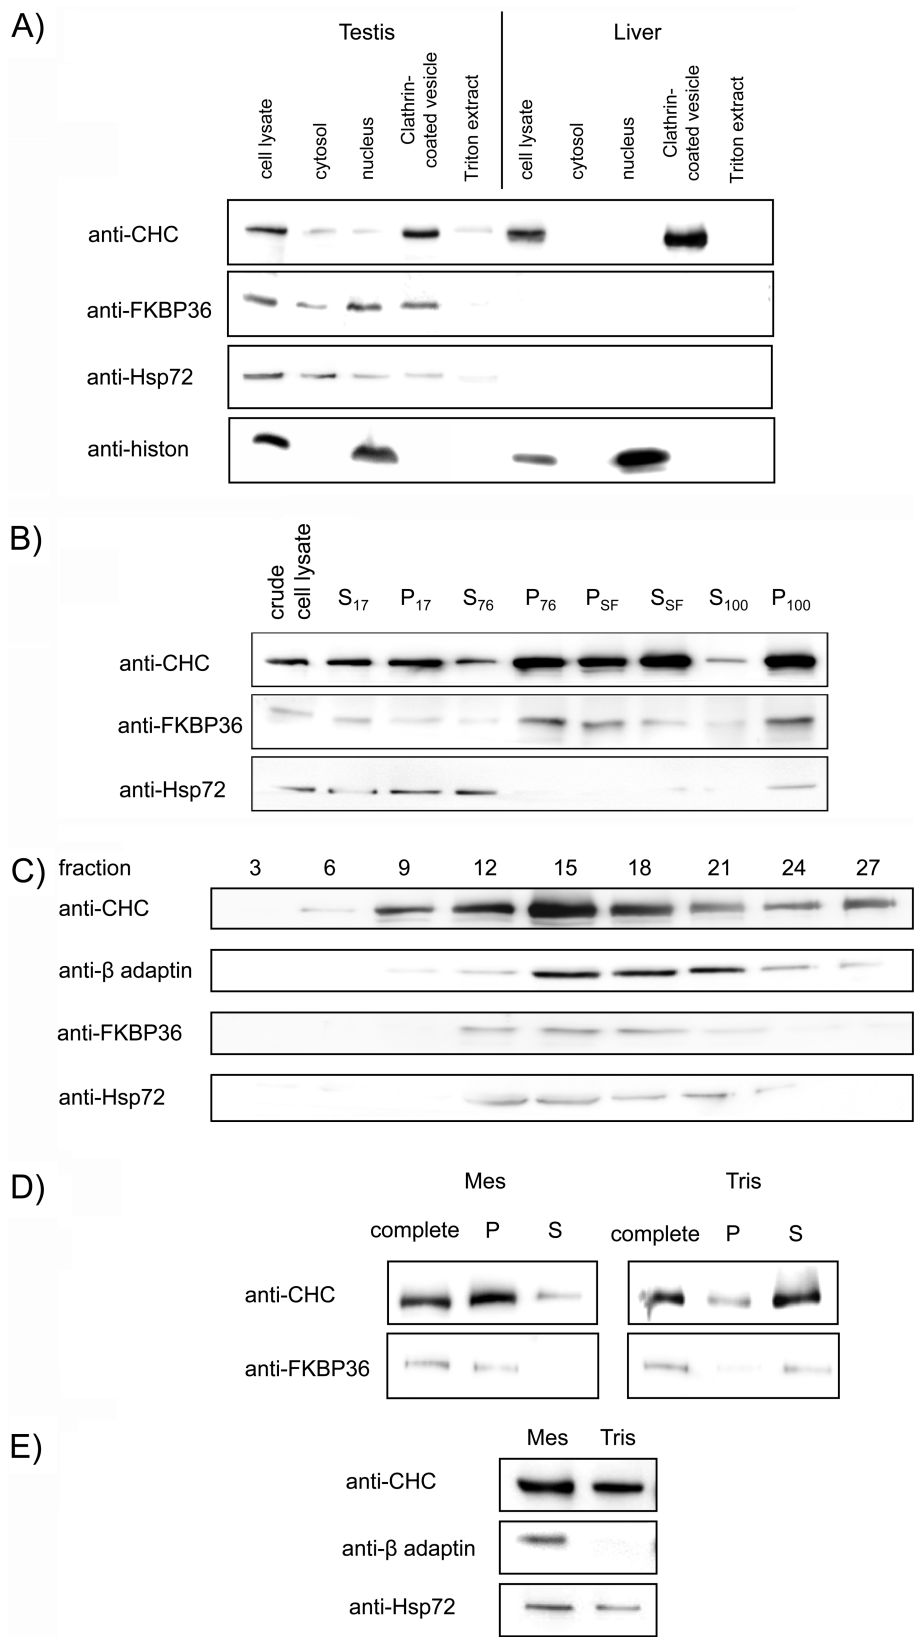 A)
Testis
Liver
cell lysate
cytosol
nucleus
Clathrin-
coated vesicle
Triton extract
cell lysate
cytosol
nucleus
Clathrin-
coated vesicle
Triton extract
anti-CHC
anti-FKBP36
anti-Hsp72
anti-histon
B)
crude
cell lysate
S17 P17 S76 P76 PSF SSF S100 P100
anti-CHC
anti-FKBP36
anti-Hsp72
C)
fraction 3 6 9 12 15 18 21 24 27
anti-CHC
anti-β adaptin
anti-FKBP36
anti-Hsp72
D)
Mes Tris
complete P S complete P S
anti-CHC
anti-FKBP36
E)
Mes Tris
anti-CHC
anti-β adaptin
anti-Hsp72